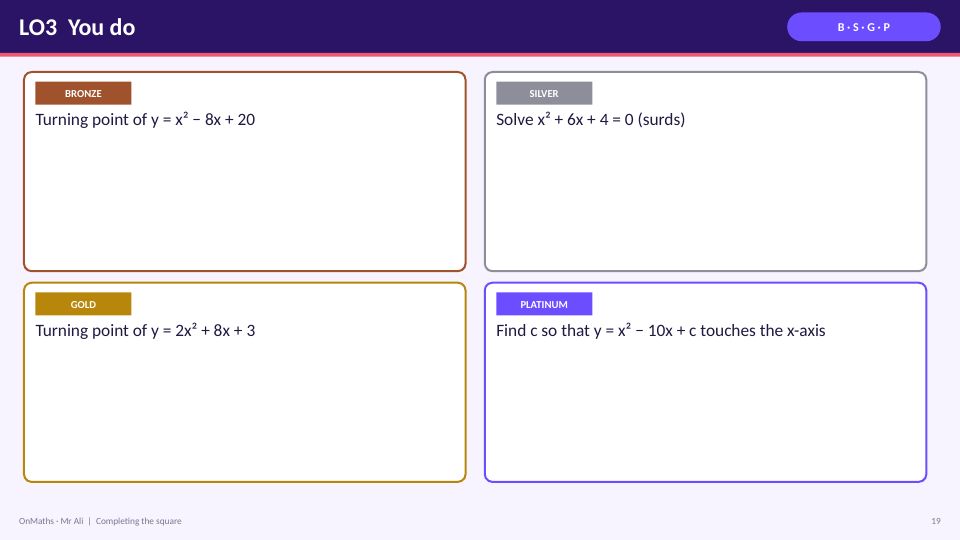 LO3  You do
B · S · G · P
BRONZE
Turning point of y = x² − 8x + 20
SILVER
Solve x² + 6x + 4 = 0 (surds)
GOLD
Turning point of y = 2x² + 8x + 3
PLATINUM
Find c so that y = x² − 10x + c touches the x-axis
OnMaths · Mr Ali  |  Completing the square
19